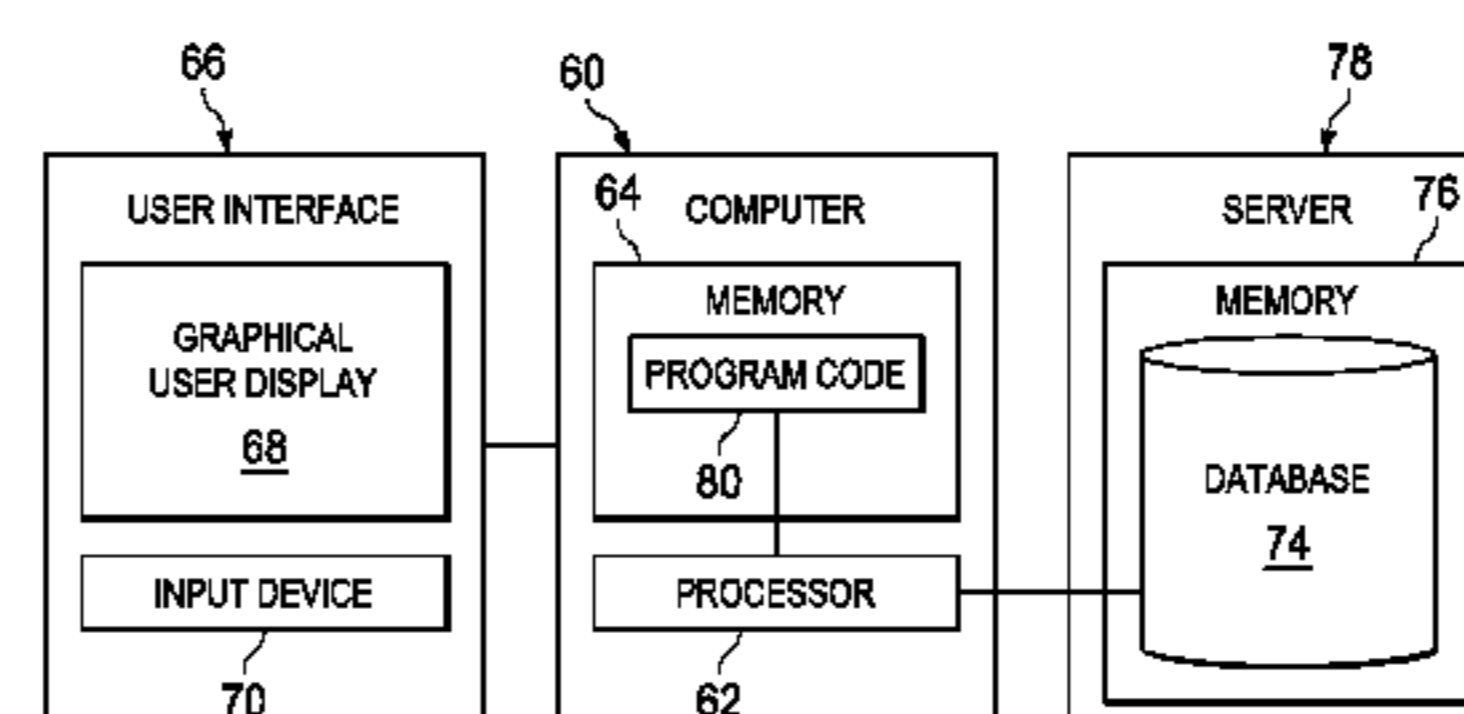 66
60
78
USER INTERFACE
64
COMPUTER
SERVER
76
GRAPHICAL
USER DISPLAY
68
MEMORY
PROGRAM CODE
80
MEMORY
DATABASE
74
INPUT DEVICE
70
PROCESSOR
62